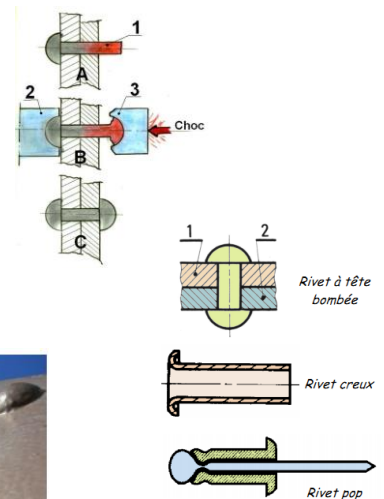 1
A
2
3
Choc
B
C
1
2
Rivet à tête
bombée
Rivet creux
Rivet pop